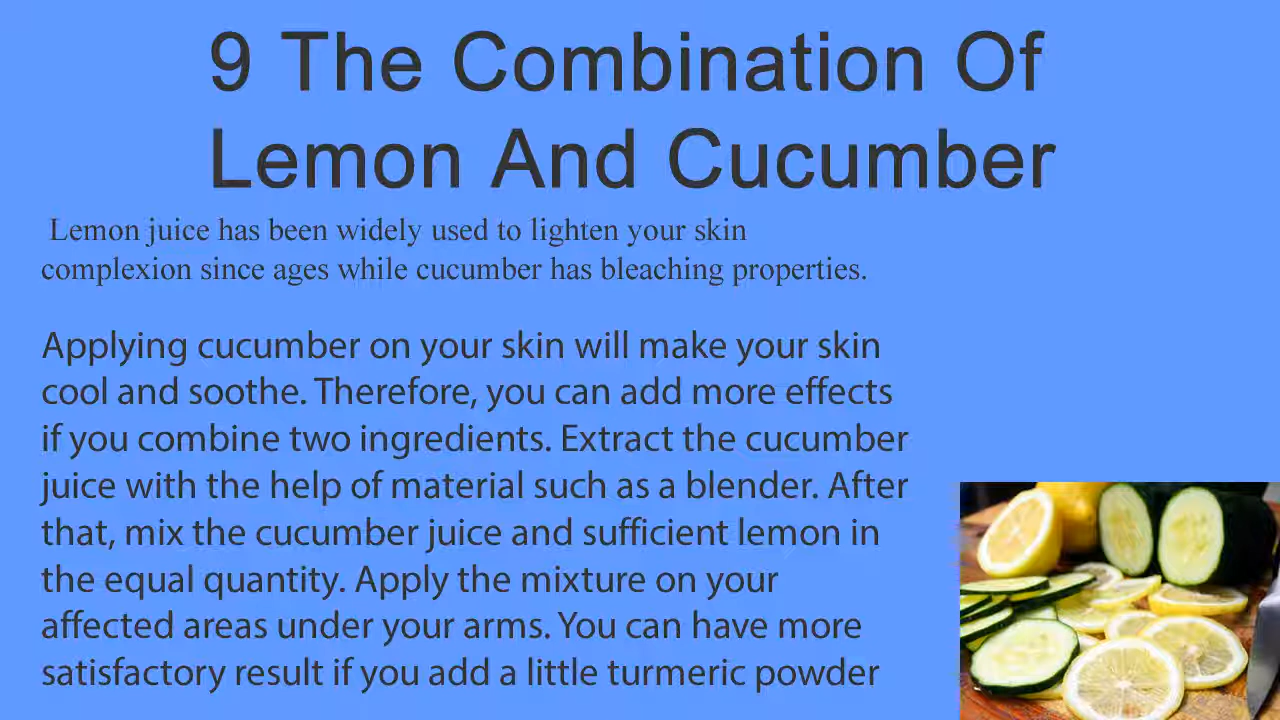 9 The Combination Of
Lemon And Cucumber
Lemon juice has been widely used to lighten your skin
complexion since ages while cucumber has bleaching properties.
Applying cucumber on your skin will make your skin
cool and soothe. Therefore, you can add more effects
if you combine two ingredients. Extract the cucumber
juice with the help of material such as a blender. After
that, mix the cucumber juice and sufficient lemon in
the equal quantity. Apply the mixture on your
affected areas under your arms. You can have more
satisfactory result if you add a little turmeric powder